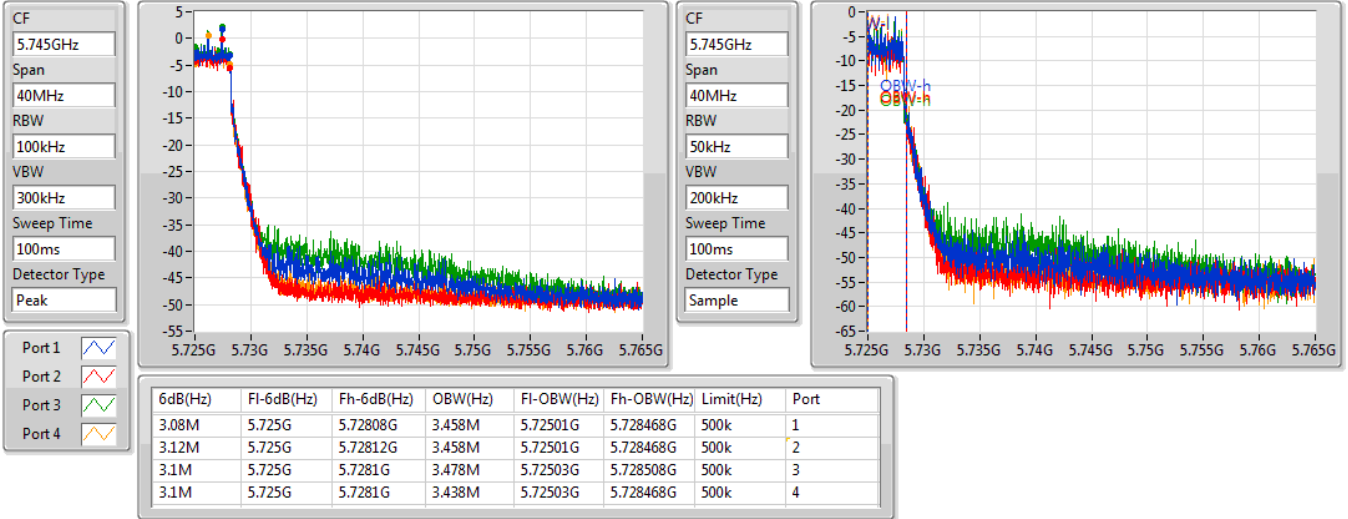 CF
5.745GHz
Span
40MHz
RBW
100kHz
VBW
300kHz
Sweep Time
100ms
Detector Type
Peak
5
0
-5
-10
-15
-20
-25
-30
-35
-40
-45
-50
-55
5.725G 5.73G 5.735G 5.74G 5.745G 5.75G 5.755G 5.76G 5.765G
CF
5.745GHz
Span
40MHz
RBW
50kHz
VBW
200kHz
Sweep Time
100ms
Detector Type
Sample
0
-5
-10
-15
-20
-25
-30
-35
-40
-45
-50
-55
-60
-65
OBW-h
OBW-h
5.725G 5.73G 5.735G 5.74G 5.745G 5.75G 5.755G 5.76G 5.765G
Port 1
Port 2
Port 3
Port 4
6dB(Hz) Fl-6dB(Hz) Fh-6dB(Hz) OBW(Hz) Fl-OBW(Hz) Fh-OBW(Hz) Limit(Hz) Port
3.08M 5.725G 5.72808G 3.458M 5.72501G 5.728468G 500k 1
3.12M 5.725G 5.72812G 3.458M 5.72501G 5.728468G 500k 2
3.1M 5.725G 5.7281G 3.478M 5.72503G 5.728508G 500k 3
3.1M 5.725G 5.7281G 3.438M 5.72503G 5.728468G 500k 4